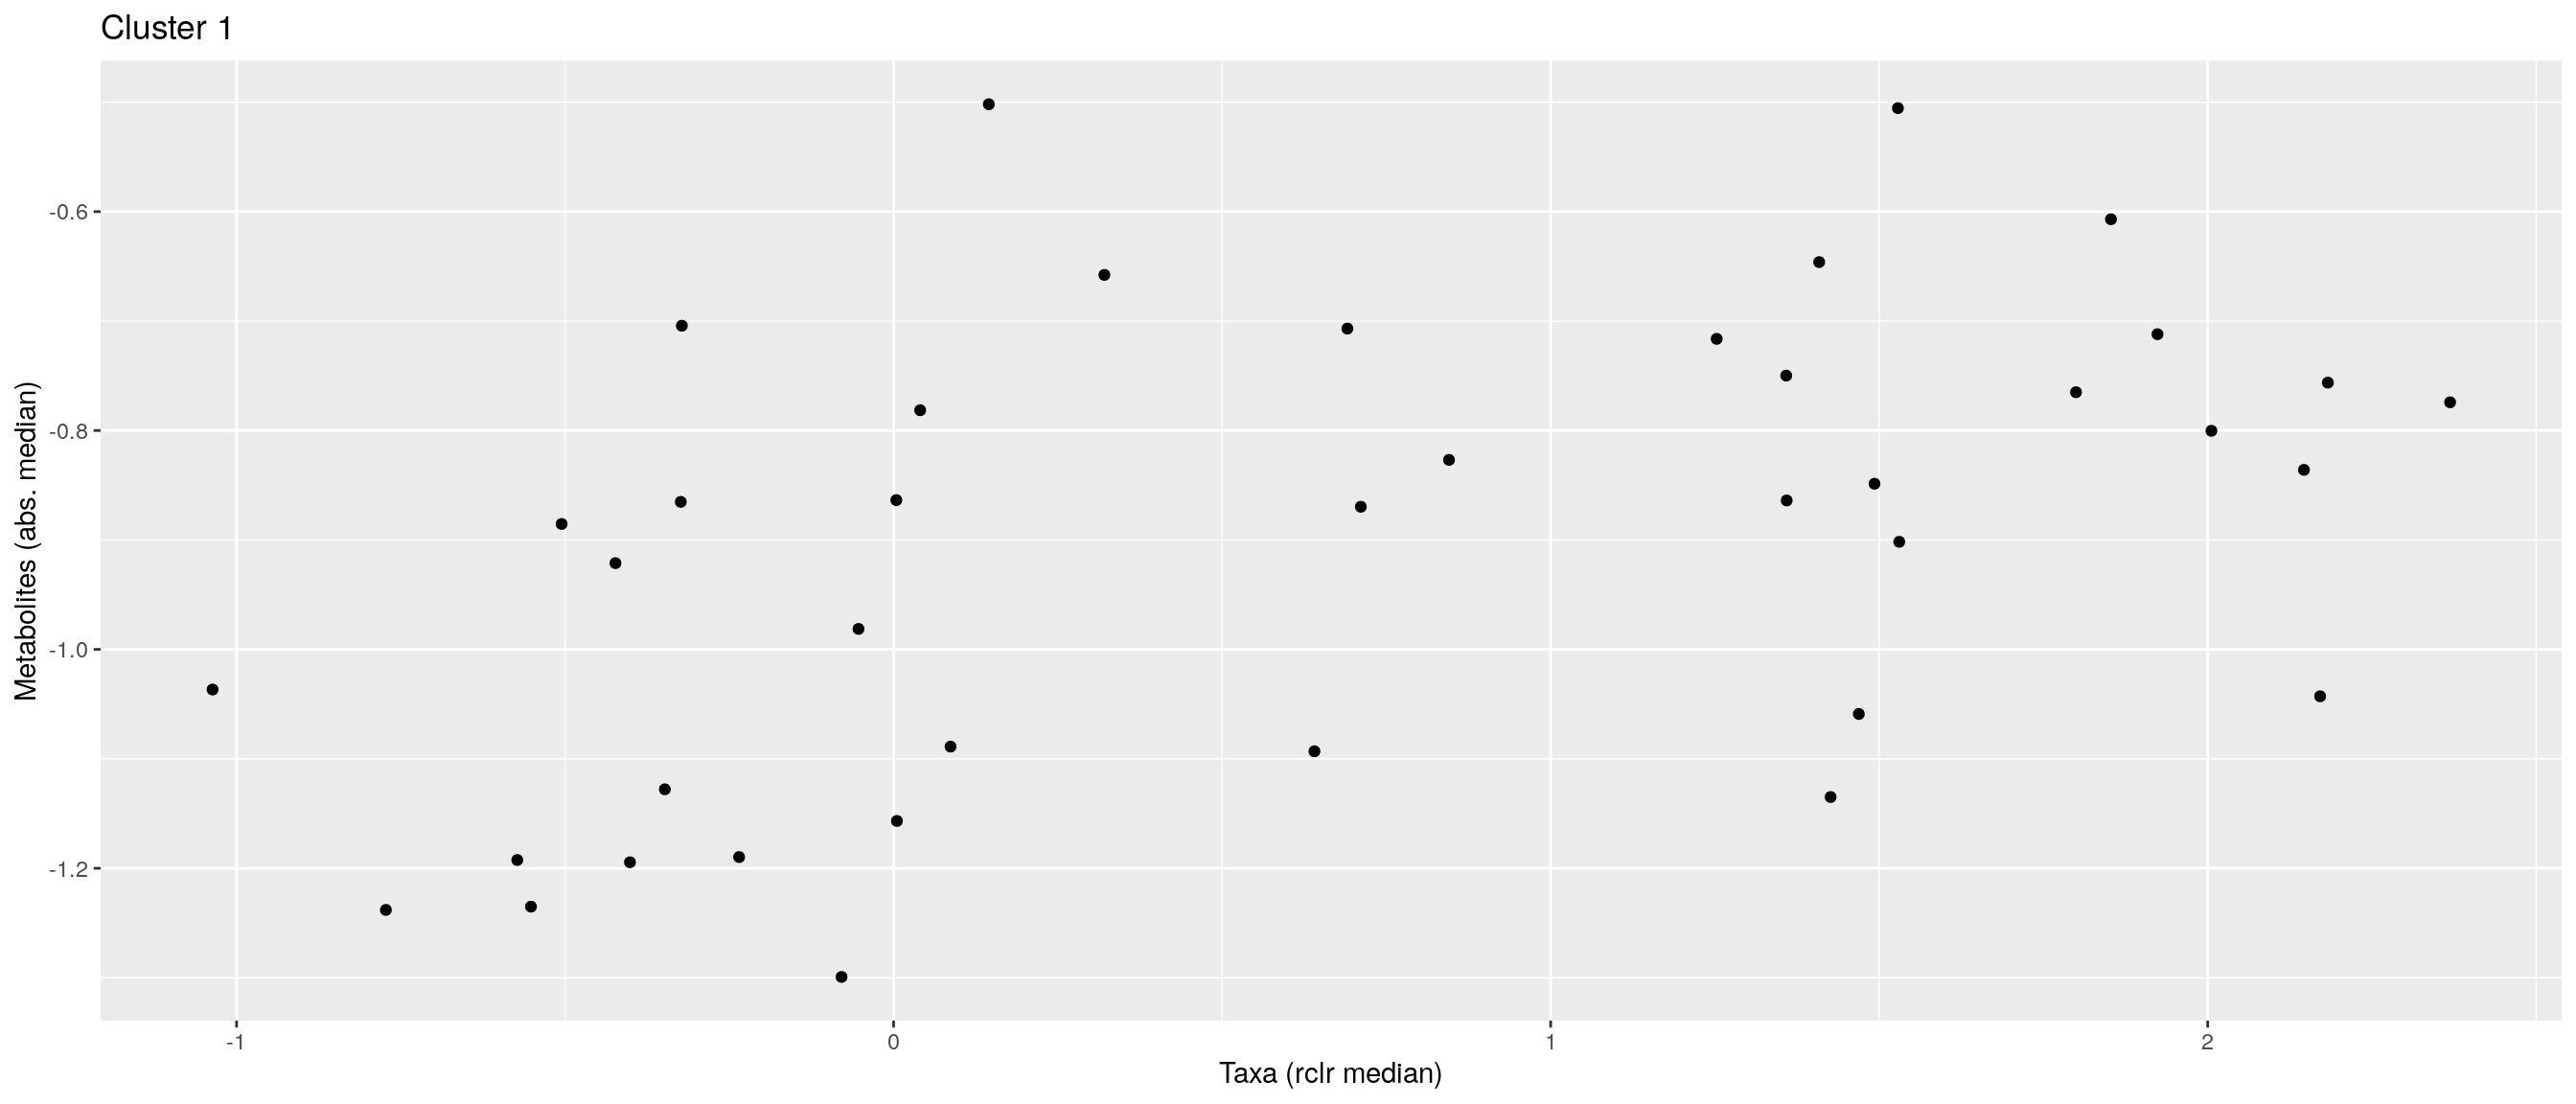 Cluster 1
Metabolites (abs. median)
-0.6
-0.8
-1.0
-1.2
-1
0
1
2
Taxa (rclr median)